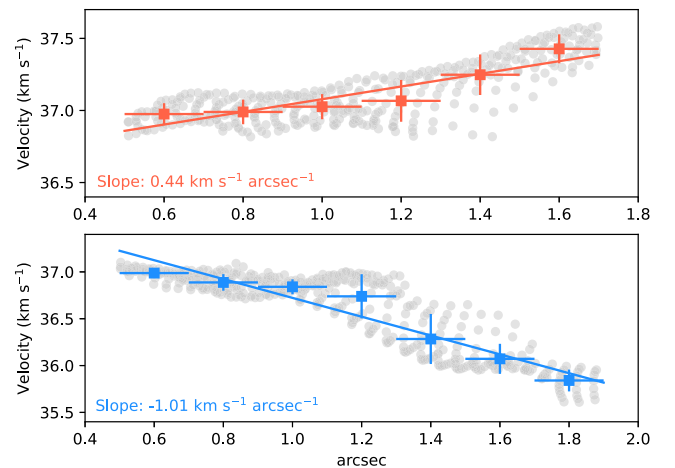 37.5
37.0
36.5
Velocity (km s⁻¹)
Slope: 0.44 km s⁻¹ arcsec⁻¹
0.4 0.6 0.8 1.0 1.2 1.4 1.6 1.8
37.0
36.5
36.0
35.5
Velocity (km s⁻¹)
Slope: -1.01 km s⁻¹ arcsec⁻¹
0.4 0.6 0.8 1.0 1.2 1.4 1.6 1.8 2.0
arcsec